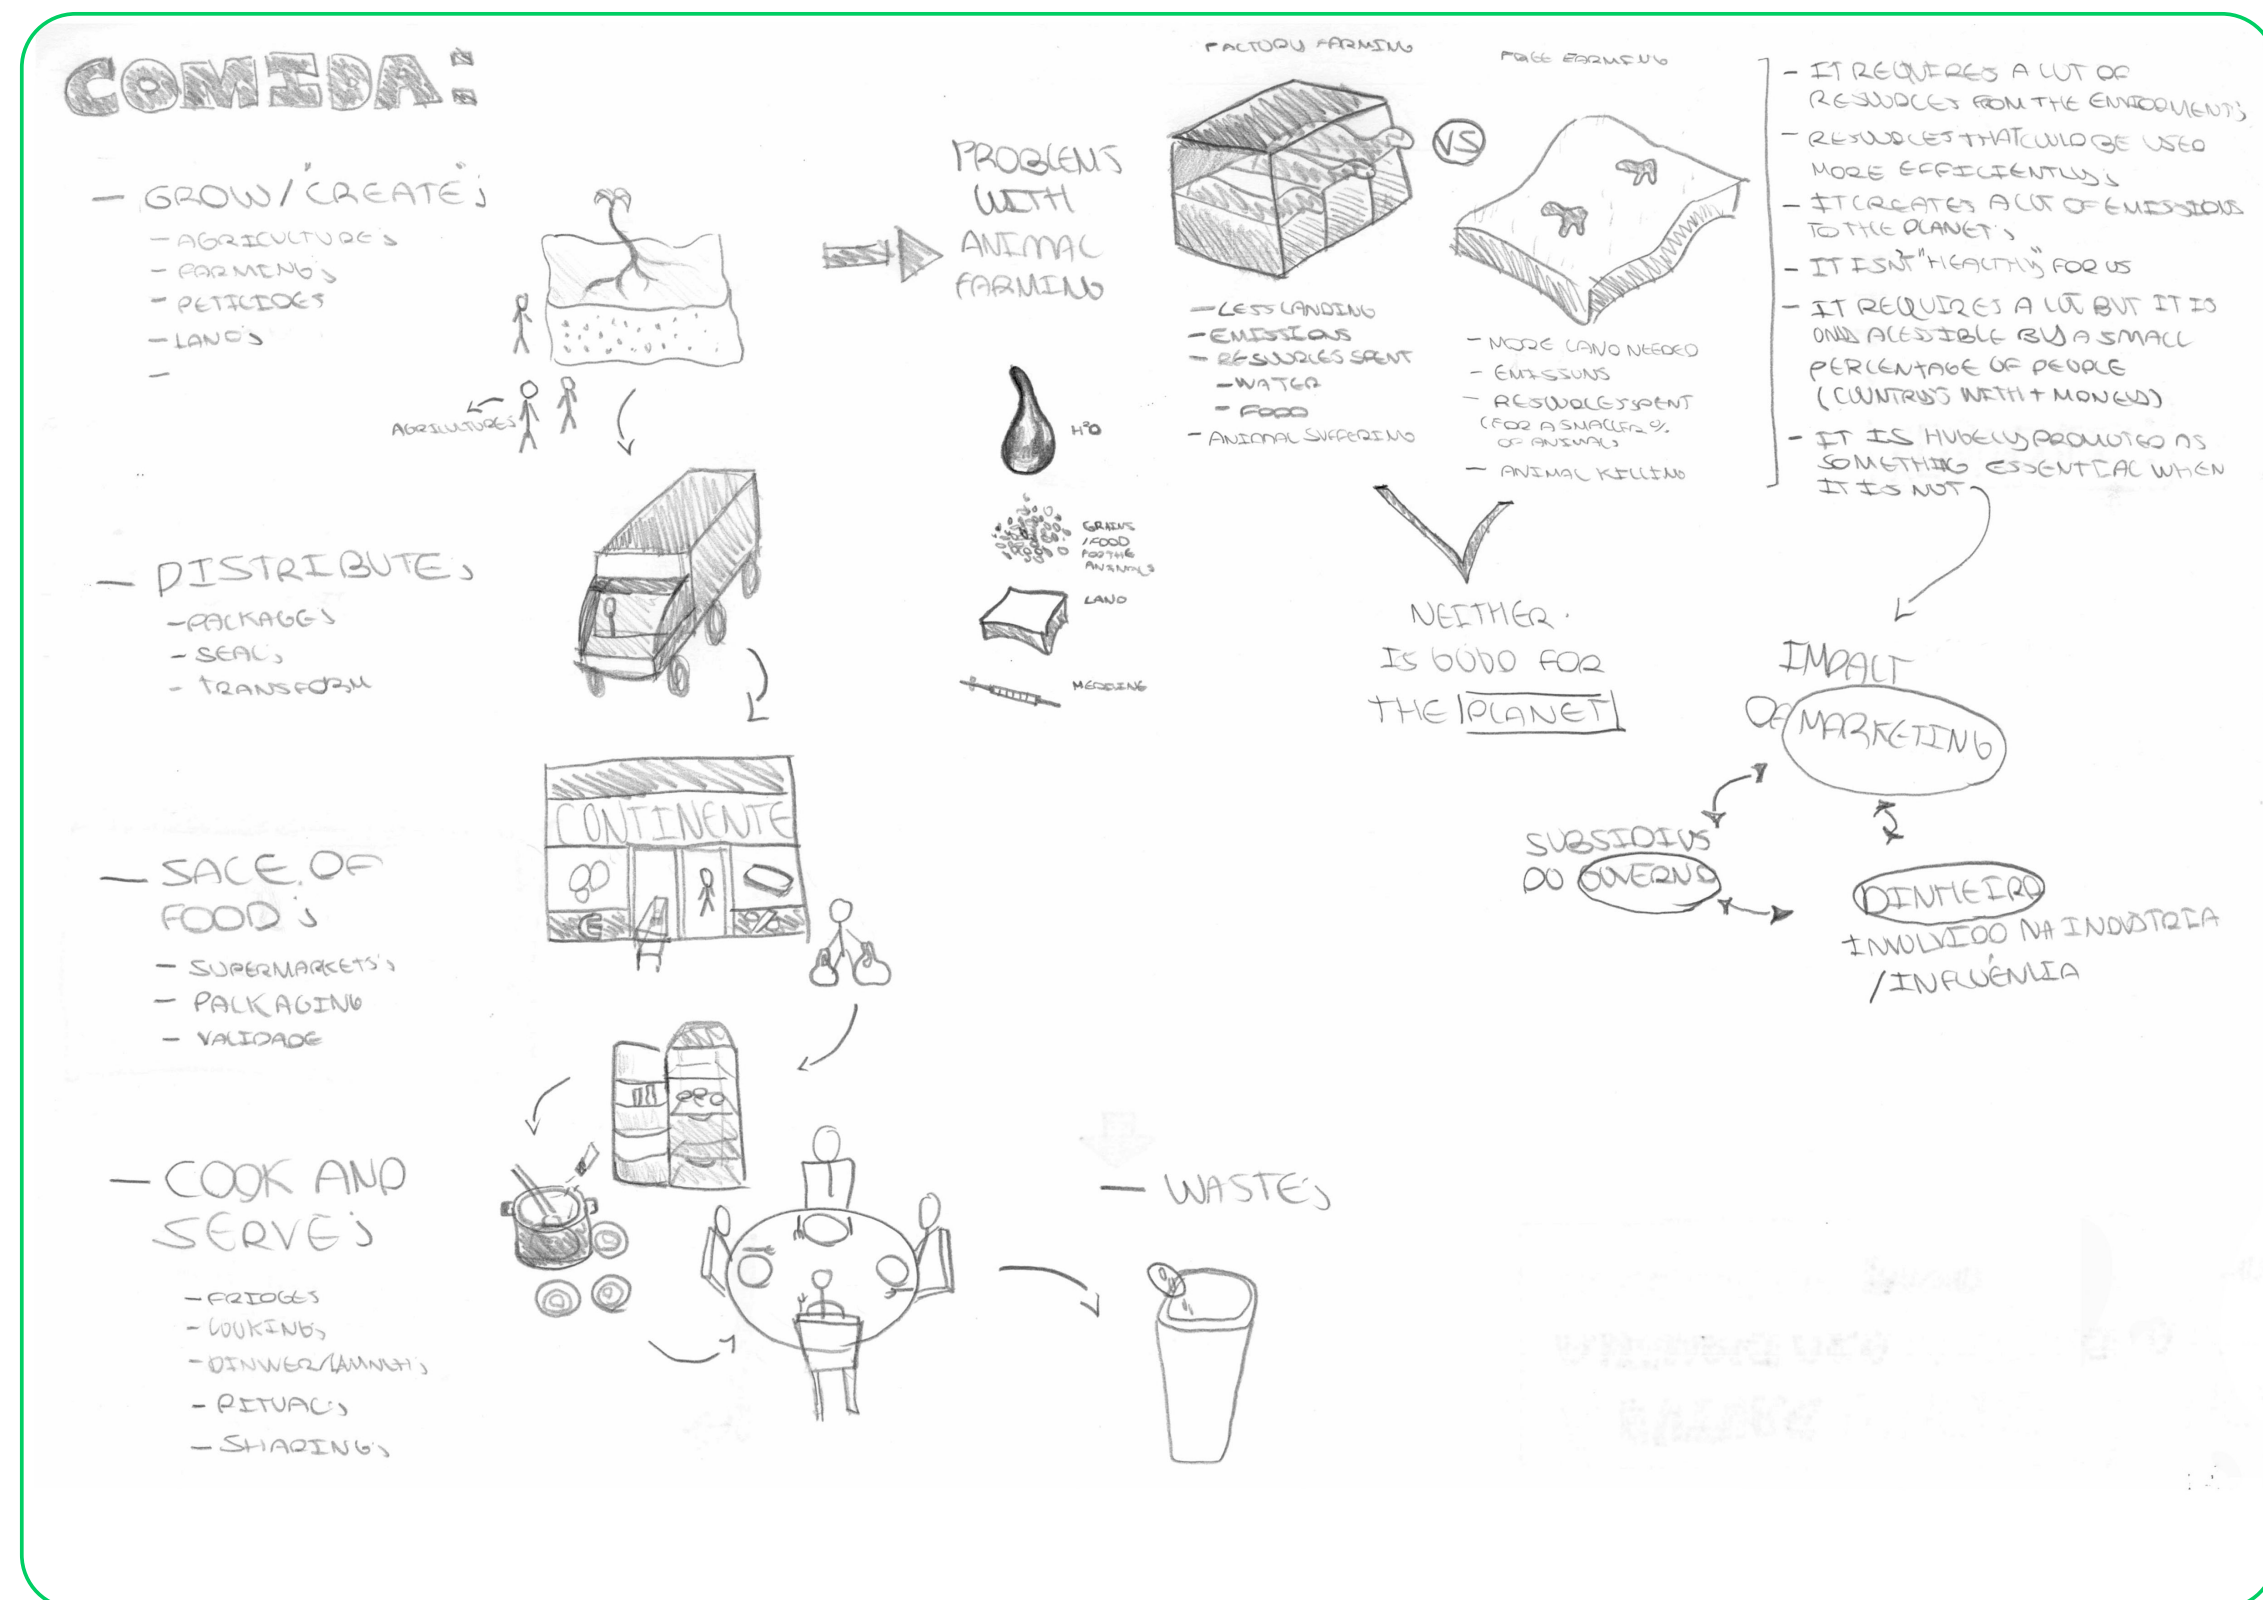 COMIDA:
- GROW/"CREATE";
- AGRICULTURE;
- FARMING;
- PETICIDES
- LAND;
-
AGRICULTURES
- DISTRIBUTE;
- PACKAGES
- SEAL;
- TRANSFORM
- SALE OF
FOOD;
- SUPERMARKETS;
- PACKAGING
- VALIDADE
CONTINENTE
- COOK AND
SERVE;
- FRIDGES
- COOKING;
- DINNER/LAUNCH;
- RITUAL;
- SHARING;
- WASTE;
PROBLEMS
WITH
ANIMAL
FARMING
H²O
GRAINS
/FOOD
FOR THE
ANIMALS
LAND
MEDICINE
FACTORY FARMING
VS
FREE FARMING
- LESS LANDING
- EMISSIONS
- RESOURCES SPENT
- WATER
- FOOD
- ANIMAL SUFFERING
- MORE LAND NEEDED
- EMISSIONS
- RESOURCES SPENT
(FOR A SMALLER %
OF ANIMALS
- ANIMAL KILLING
NEITHER
IS GOOD FOR
THE PLANET
- IT REQUIRES A LOT OF
RESOURCES FROM THE ENVIORMENT;
- RESOURCES THAT COULD BE USED
MORE EFFICIENTLY;
- IT CREATES A LOT OF EMISSIONS
TO THE PLANET;
- IT ISN'T "HEALTHY" FOR US
- IT REQUIRES A LOT BUT IT IS
ONLY ACESSIBLE BY A SMALL
PERCENTAGE OF PEOPLE
(COUNTRYS WITH + MONEY)
- IT IS HUGELY PROMOTED AS
SOMETHING ESSENTIAL WHEN
IT IS NOT
IMPACT
OF MARKETING
SUBSIDIOS
DO GOVERNO
DINHEIRO
INVOLVIDO NA INDÚSTRIA
/INFLUÊNCIA